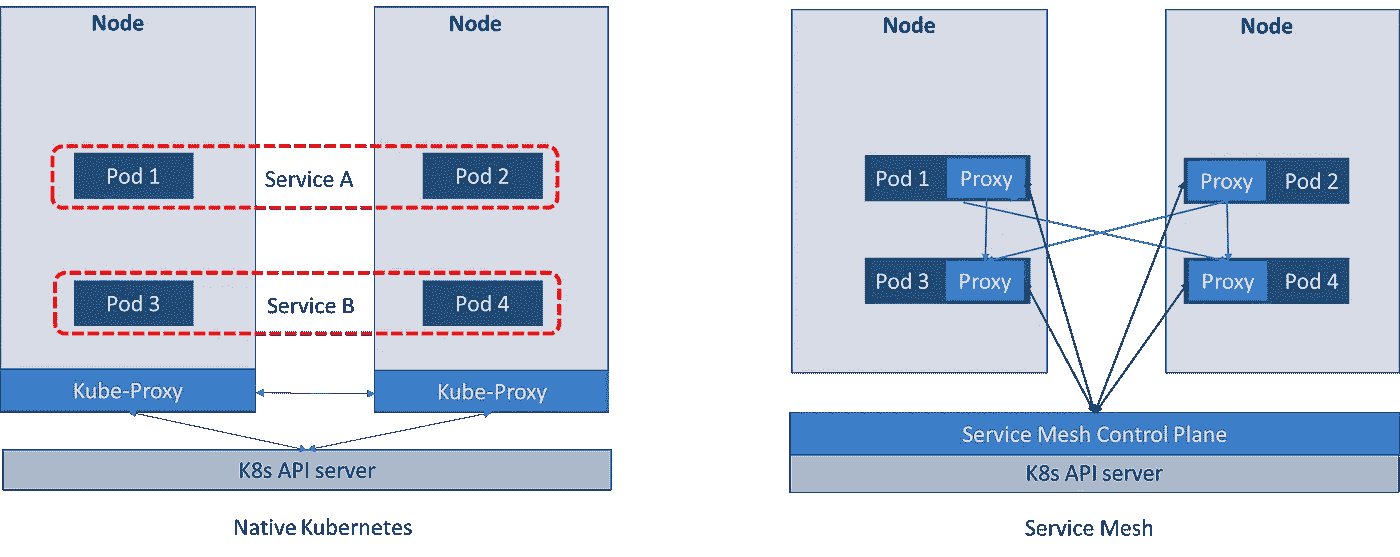 Node
Node
Pod 1
Service A
Pod 2
Pod 3
Service B
Pod 4
Kube-Proxy
Kube-Proxy
K8s API server
Native Kubernetes
Node
Node
Pod 1
Proxy
Proxy
Pod 2
Pod 3
Proxy
Proxy
Pod 4
Service Mesh Control Plane
K8s API server
Service Mesh